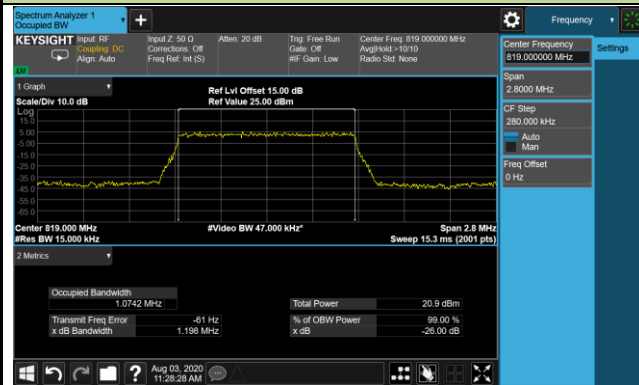 Spectrum Analyzer 1
Occupied BW
Frequency
KEYSIGHT
Input: RF
Coupling: DC
Align: Auto
Input Z: 50 Ω
Corrections: Off
Freq Ref: Int (S)
Atten: 20 dB
Trig: Free Run
Gate: Off
#IF Gain: Low
Center Freq: 819.000000 MHz
Avg|Hold:>10/10
Radio Std: None
Center Frequency
819.000000 MHz
Settings
Span
2.8000 MHz
CF Step
280.000 kHz
Auto
Man
Freq Offset
0 Hz
1 Graph
Scale/Div 10.0 dB
Ref Lvl Offset 15.00 dB
Ref Value 25.00 dBm
Log
15.0
5.00
-5.00
-15.0
-25.0
-35.0
-45.0
-55.0
-65.0
Center 819.000 MHz
#Video BW 47.000 kHz*
Span 2.8 MHz
#Res BW 15.000 kHz
Sweep 15.3 ms (2001 pts)
2 Metrics
Occupied Bandwidth
1.0742 MHz
Total Power
20.9 dBm
Transmit Freq Error
-61 Hz
% of OBW Power
99.00 %
x dB Bandwidth
1.198 MHz
x dB
-26.00 dB
Aug 03, 2020
11:28:28 AM